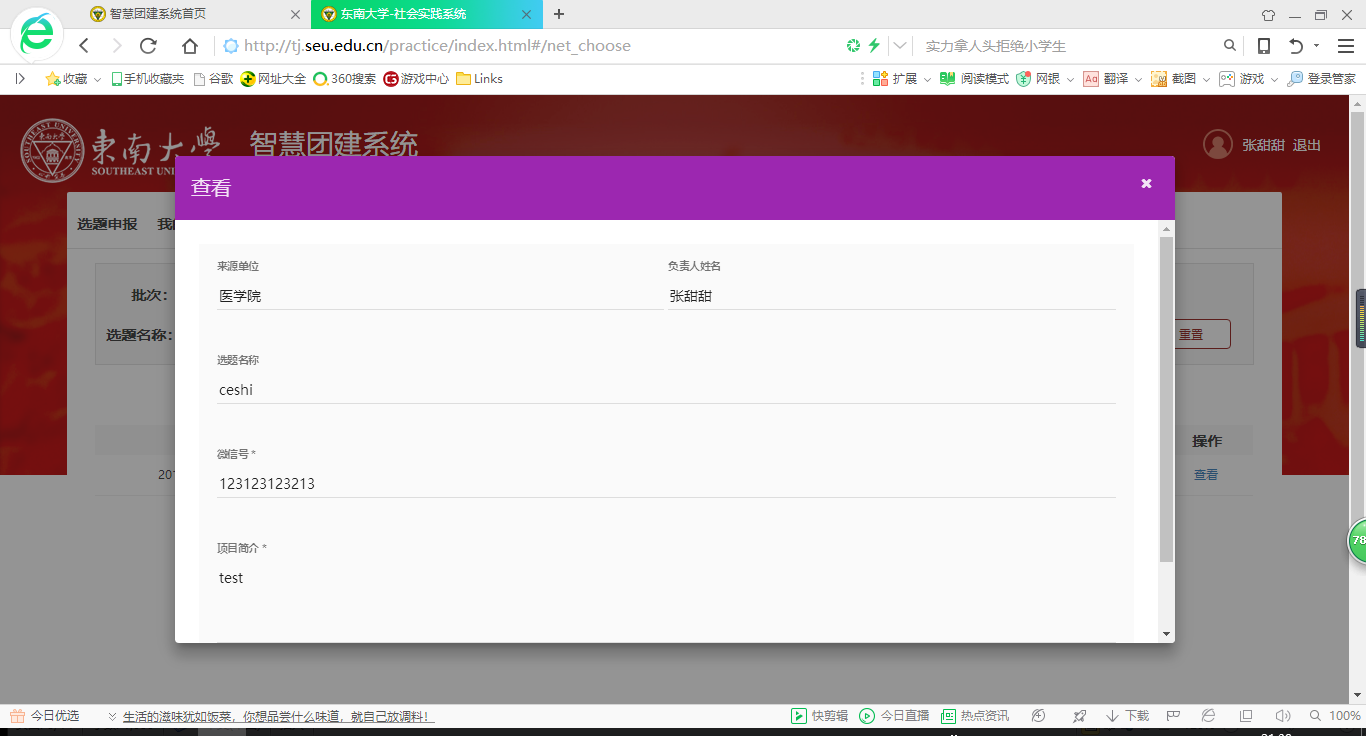 智慧团建系统首页
东南大学-社会实践系统
http://tj.seu.edu.cn/practice/index.html#/net_choose
实力拿人头拒绝小学生
收藏 手机收藏夹 谷歌 网址大全 360搜索 游戏中心 Links
扩展 阅读模式 网银 翻译 截图 游戏 登录管家
東南大學 智慧团建系统
SOUTHEAST UNI
张甜甜 退出
查看
选题申报 我
来源单位 负责人姓名
批次: 医学院 张甜甜
选题名称: 重置
选题名称
ceshi
操作
微信号 *
201 查看
123123123213
项目简介 *
78
test
今日优选 生活的滋味犹如饭菜，你想品尝什么味道，就自己放调料！ 快剪辑 今日直播 热点资讯 下载 100%